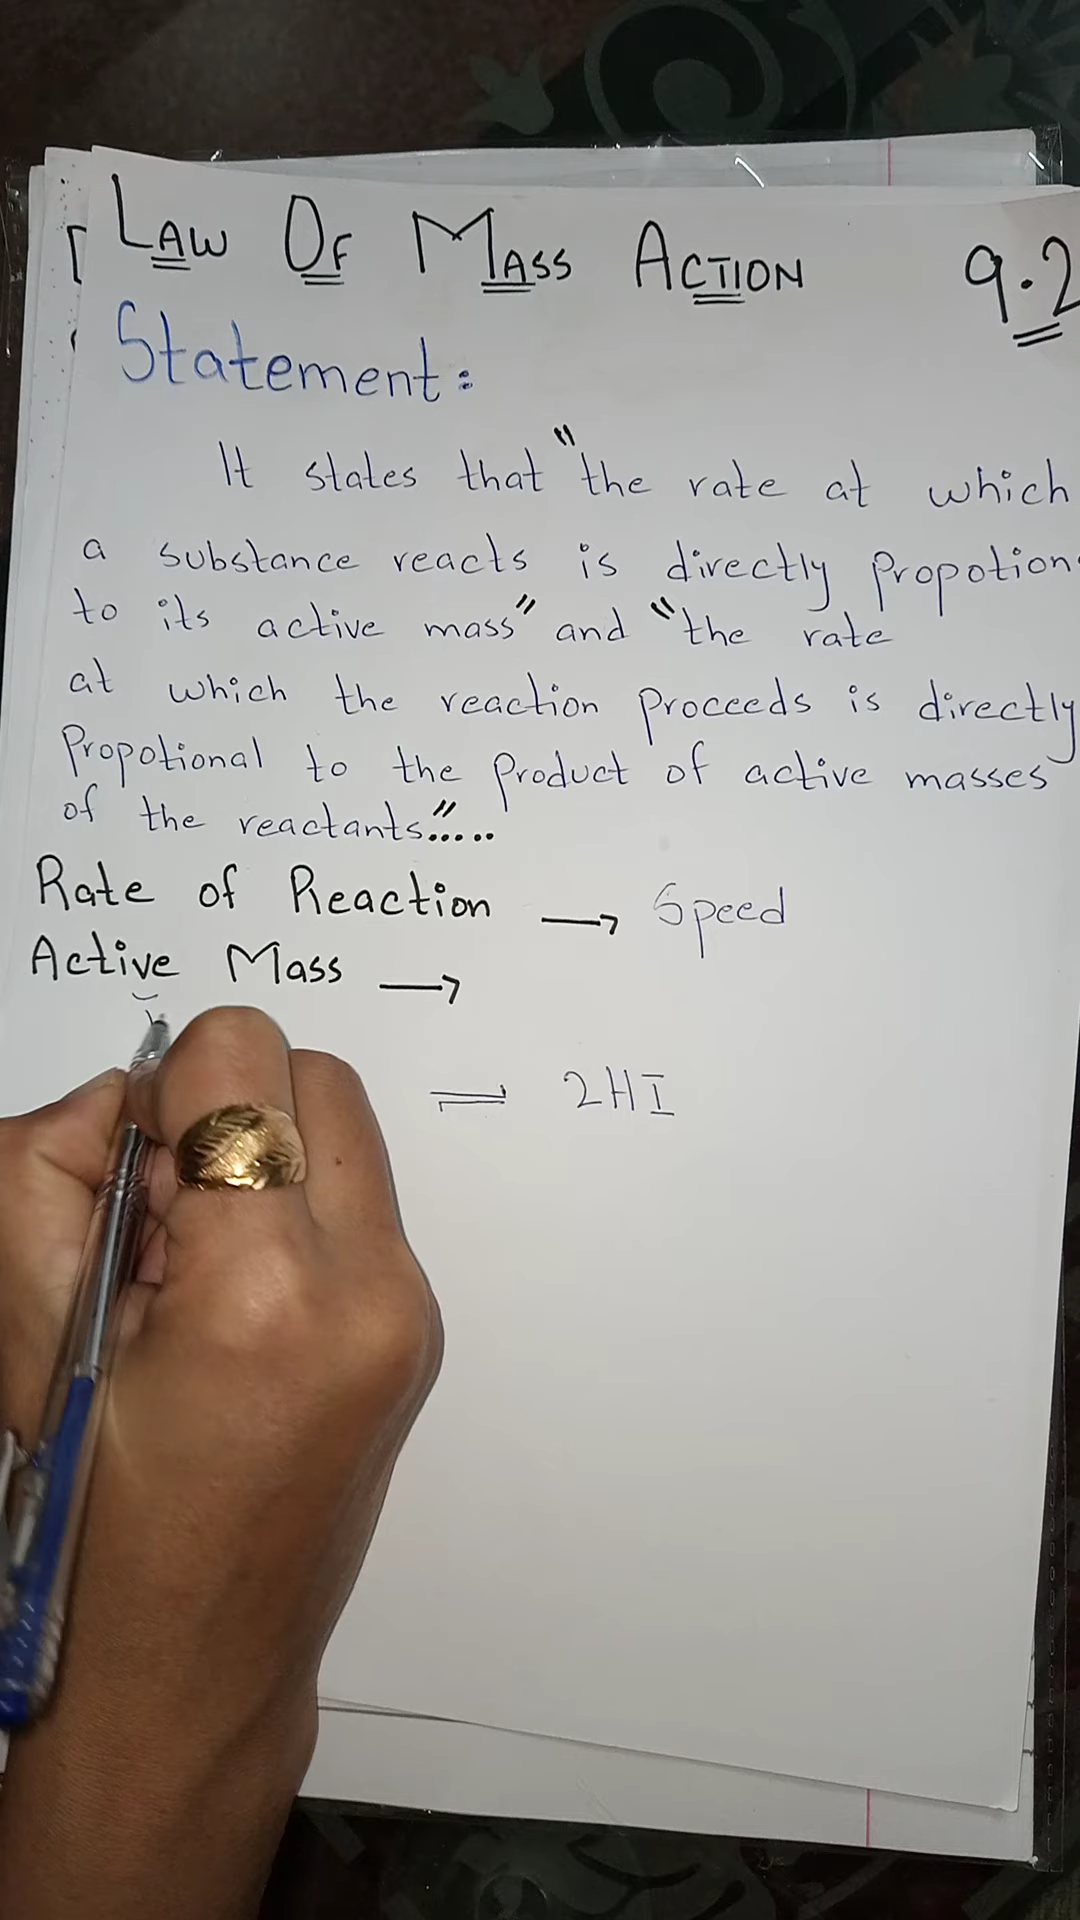 LAW OF MASS ACTION 9.2
Statement:
It states that "the rate at which
a substance reacts is directly Propotion
to its active mass" and "the rate
at which the reaction Proceeds is directly
Propotional to the Product of active masses
of the reactants".....
Rate of Reaction → Speed
Active Mass →
⇌ 2HI